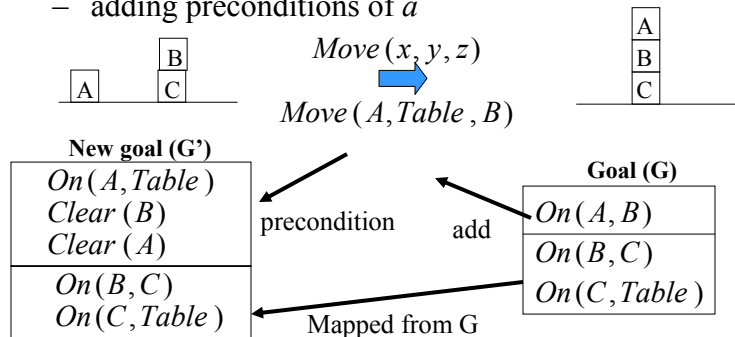 – adding preconditions of a
A
B
C
Move(x, y, z)
Move(A,Table,B)
A
B
C
New goal (G’)
On(A,Table)
Clear(B)
Clear(A)
On(B,C)
On(C,Table)
precondition
add
Mapped from G
Goal (G)
On(A,B)
On(B,C)
On(C,Table)